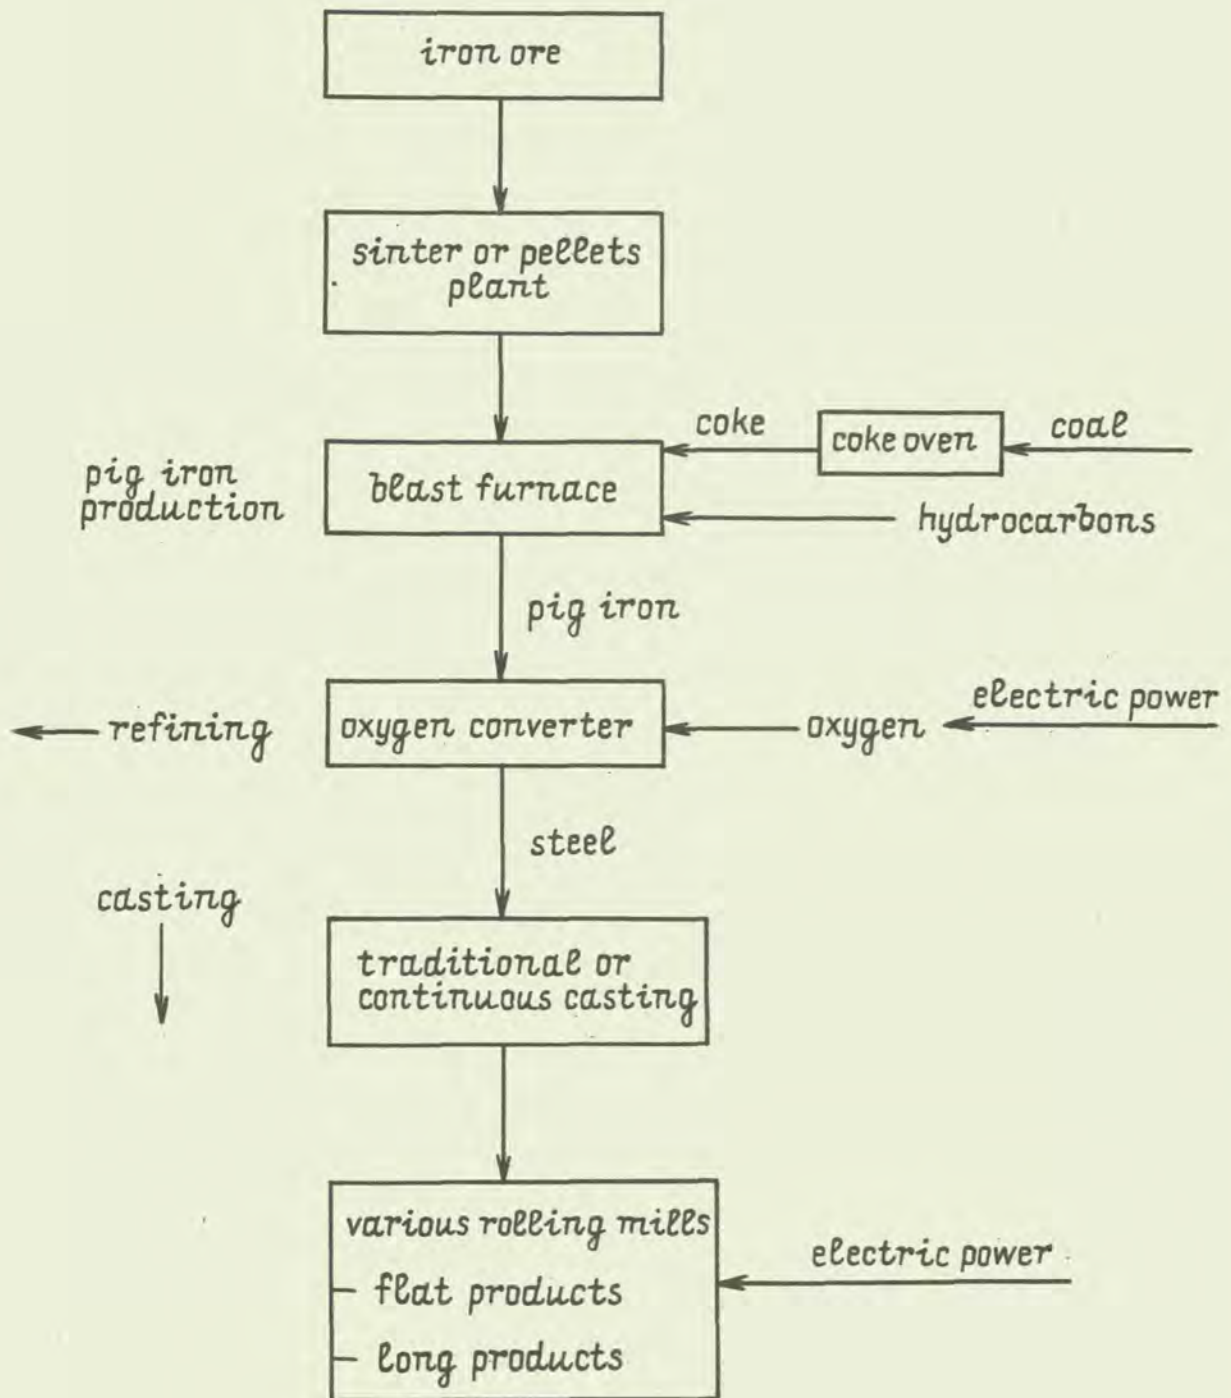 iron ore
sinter or pellets
plant
coke
coke oven
coal
pig iron
production
blast furnace
hydrocarbons
pig iron
refining
oxygen converter
oxygen
electric power
steel
casting
traditional or
continuous casting
various rolling mills
- flat products
- long products
electric power